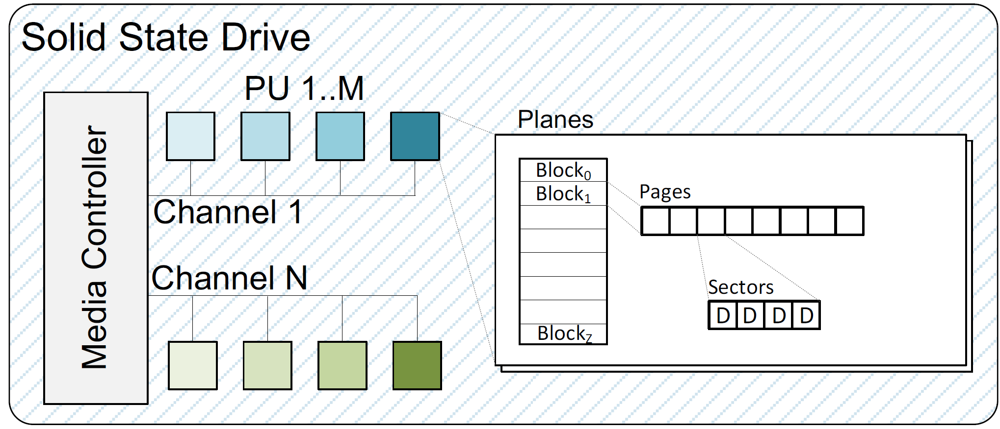 Solid State Drive
PU 1..M
Media Controller
Channel 1
Channel N
Planes
Block0
Block1
BlockZ
Pages
Sectors
D D D D